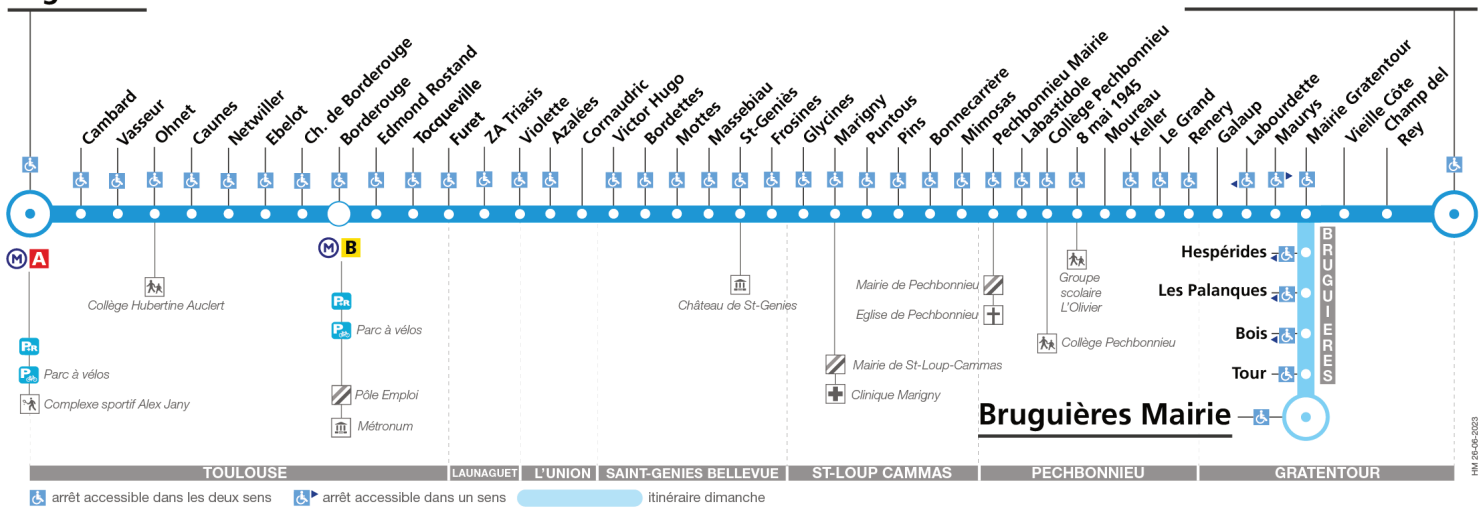 Cambard
Vasseur
Ohnet
Caunes
Netwiller
Ebelot
Ch. de Borderouge
Borderouge
Edmond Rostand
Tocqueville
Furet
ZA Triasis
Violette
Azalées
Cornaudric
Victor Hugo
Bordettes
Mottes
Massebiau
St-Geniès
Frosines
Glycines
Marigny
Puntous
Pins
Bonnecarrère
Mimosas
Pechbonnieu Mairie
Labastidole
Collège Pechbonnieu
8 mai 1945
Moureau
Keller
Le Grand
Renery
Galaup
Labourdette
Maurys
Mairie Gratentour
Vieille Côte
Champ del
Rey
M A
M B
P+R
Parc à vélos
Complexe sportif Alex Jany
Collège Hubertine Auclert
P+R
Parc à vélos
Pôle Emploi
Métronum
Château de St-Genies
Mairie de St-Loup-Cammas
Clinique Marigny
Mairie de Pechbonnieu
Eglise de Pechbonnieu
Groupe
scolaire
L'Olivier
Collège Pechbonnieu
Hespérides
Les Palanques
Bois
Tour
Bruguières Mairie
BRUGUIERES
TOULOUSE
LAUNAGUET
L'UNION
SAINT-GENIES BELLEVUE
ST-LOUP CAMMAS
PECHBONNIEU
GRATENTOUR
arrêt accessible dans les deux sens
arrêt accessible dans un sens
itinéraire dimanche
HM 26-06-2023